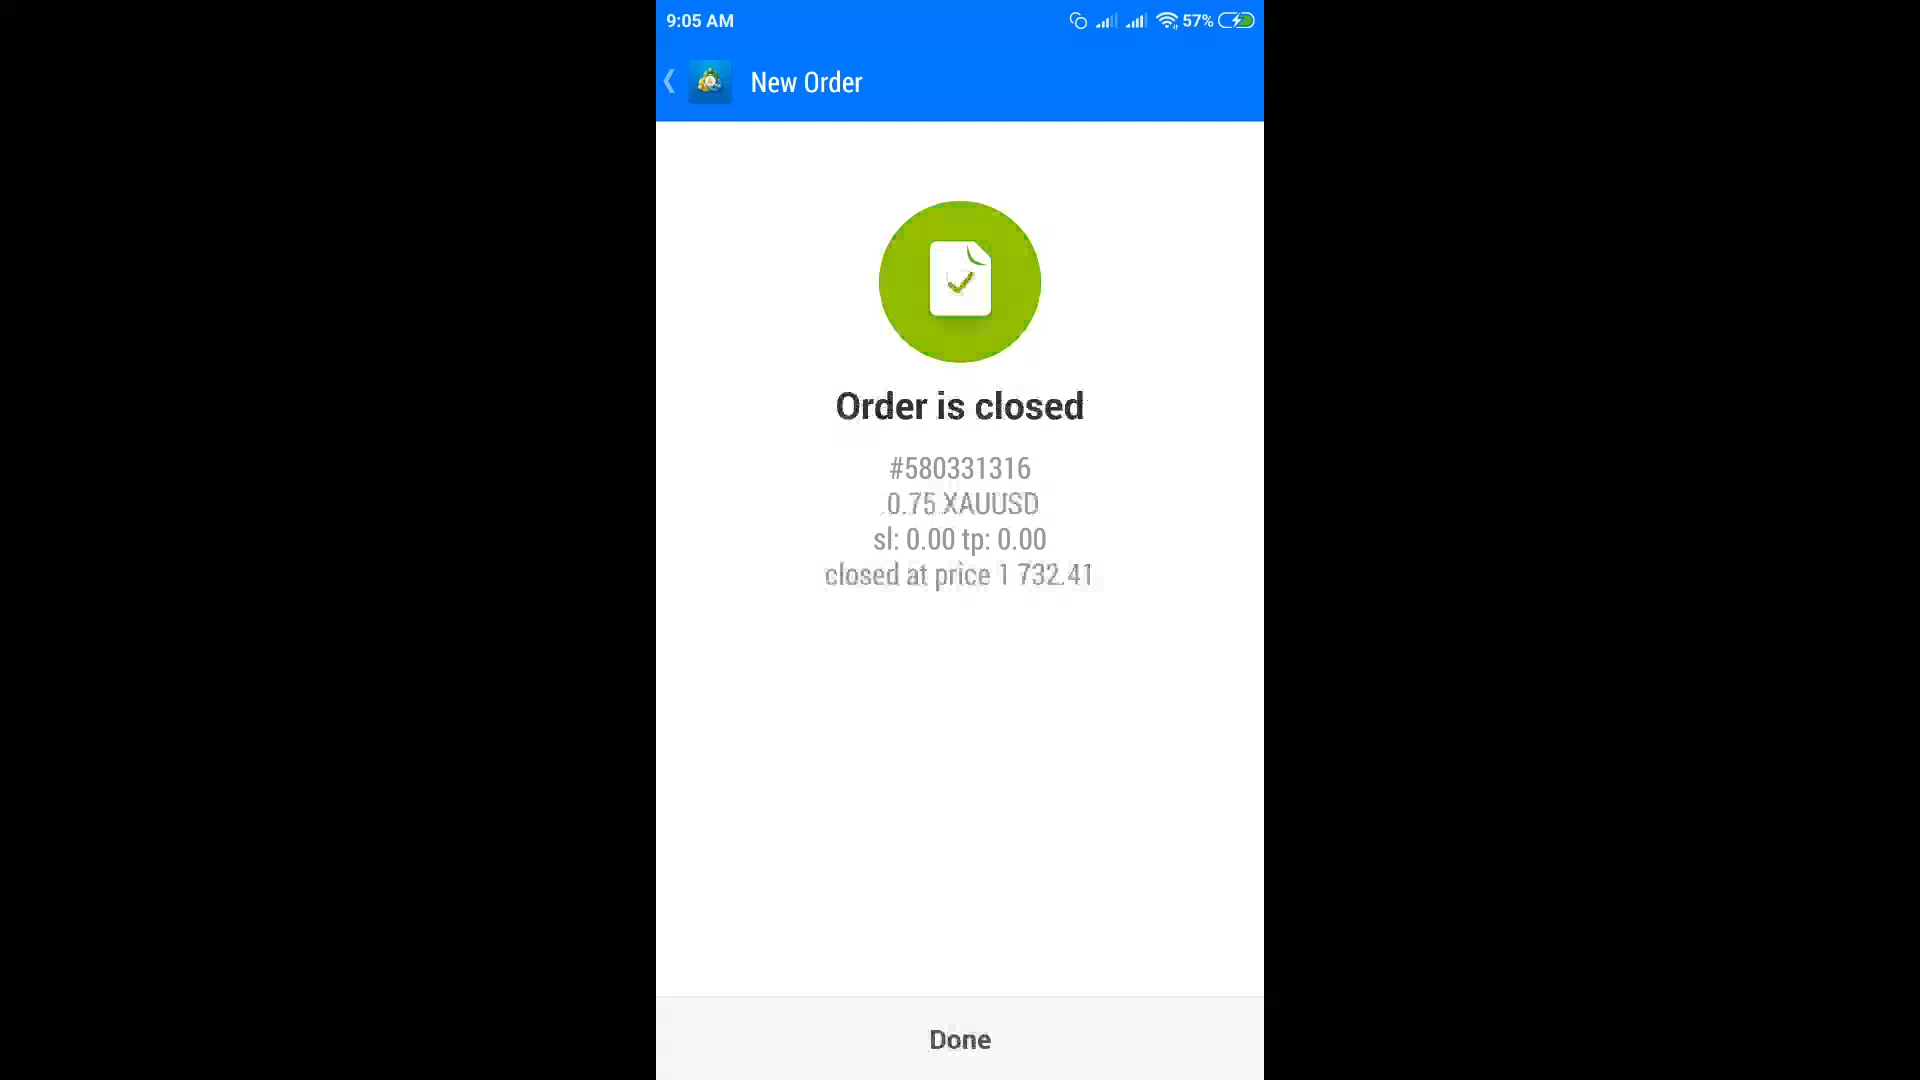 9:05 AM
57%
New Order
Order is closed
#580331316
0.75 XAUUSD
sl: 0.00 tp: 0.00
closed at price 1 732.41
Done